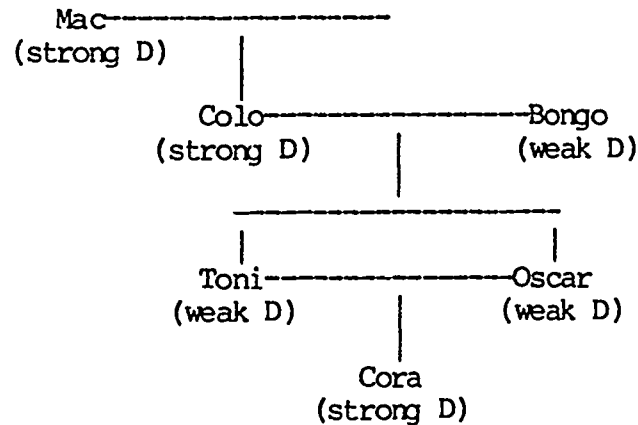 Mac
(strong D)
Colo Bongo
(strong D) (weak D)
Toni Oscar
(weak D) (weak D)
Cora
(strong D)